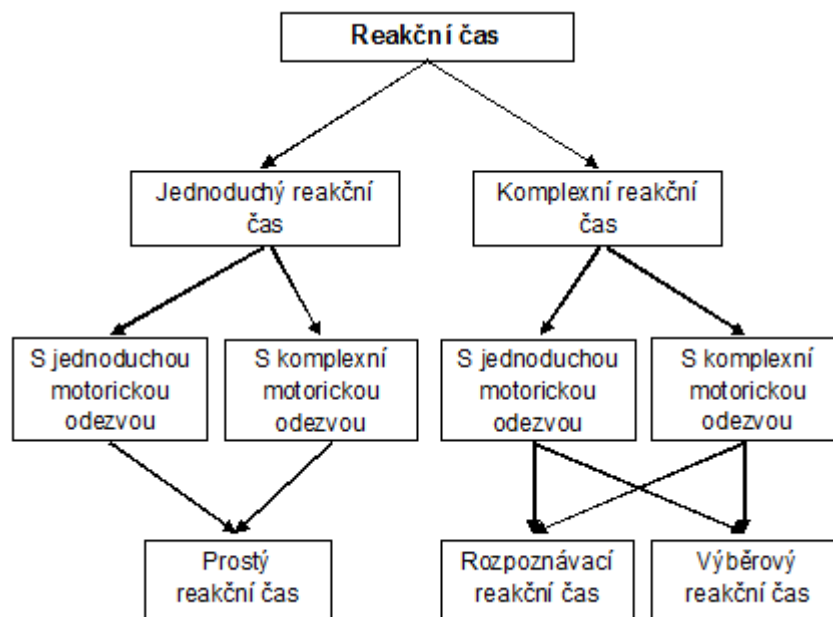 Reakční čas
Jednoduchý reakční
čas
Komplexní reakční
čas
S jednoduchou
motorickou
odezvou
S komplexní
motorickou
odezvou
S jednoduchou
motorickou
odezvou
S komplexní
motorickou
odezvou
Prostý
reakční čas
Rozpoznávací
reakční čas
Výběrový
reakční čas